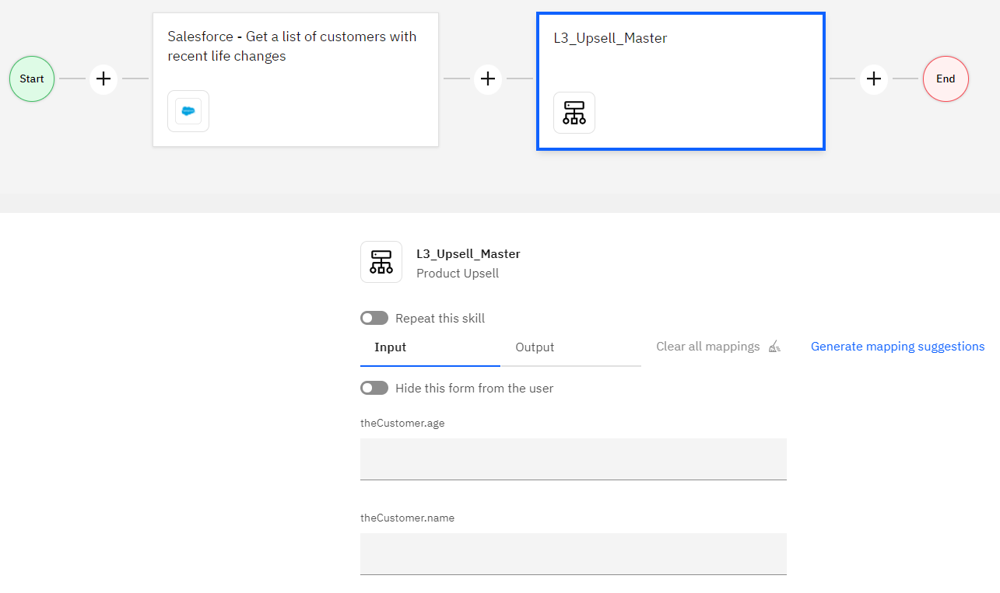 Start
Salesforce - Get a list of customers with
recent life changes
L3_Upsell_Master
End
L3_Upsell_Master
Product Upsell
Repeat this skill
Input
Output
Clear all mappings
Generate mapping suggestions
Hide this form from the user
theCustomer.age
theCustomer.name